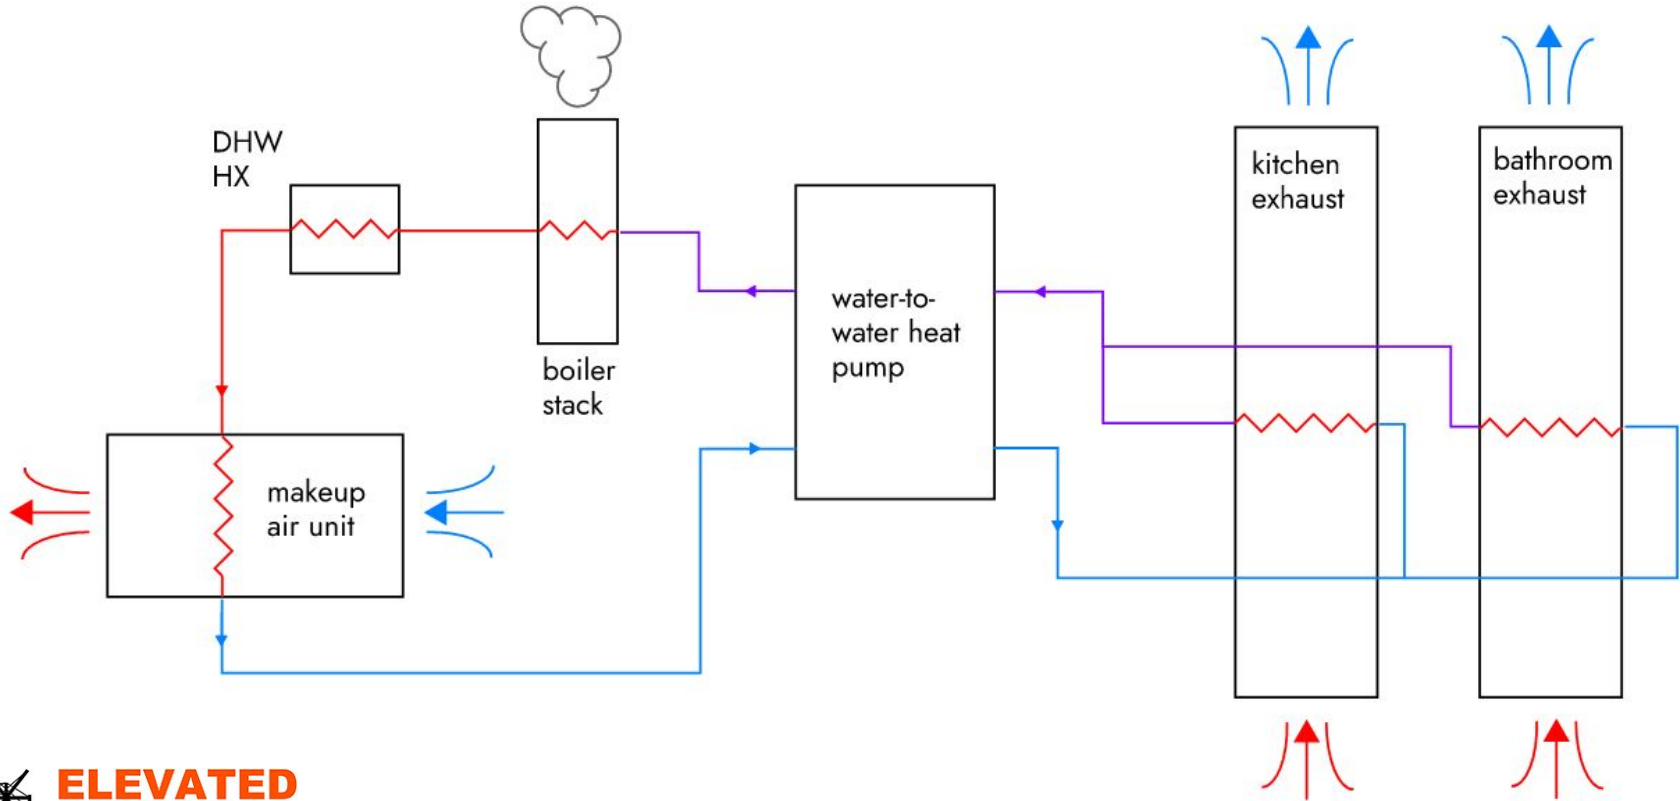 DHW
HX
boiler
stack
makeup
air unit
water-to-
water heat
pump
kitchen
exhaust
bathroom
exhaust
ELEVATED